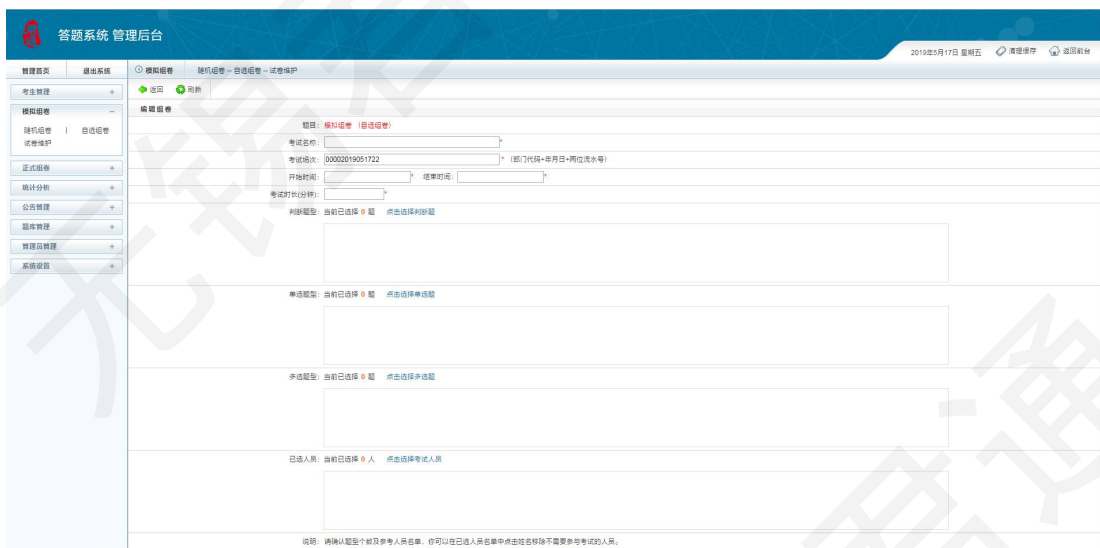 答题系统 管理后台
2019年5月17日 星期五 清理缓存 返回前台
管理首页 退出系统 模拟组卷 随机组卷 -- 自选组卷 -- 试卷维护
考生管理 +
返回 刷新
模拟组卷 −
编辑组卷
随机组卷 | 自选组卷
试卷维护
正式组卷 +
统计分析 +
公告管理 +
题库管理 +
管理员管理 +
系统设置 +
题目: 模拟组卷 (自选组卷)
考试名称: *
考试场次: 00002019051722 * (部门代码+年月日+两位流水号)
开始时间: * 结束时间: *
考试时长(分钟): *
判断题型: 当前已选择 0 题 点击选择判断题
单选题型: 当前已选择 0 题 点击选择单选题
多选题型: 当前已选择 0 题 点击选择多选题
已选人员: 当前已选择 0 人 点击选择考试人员
说明: 请确认题型个数及参考人员名单,你可以在已选人员名单中点击姓名移除不需要参与考试的人员。
无锡君
君通